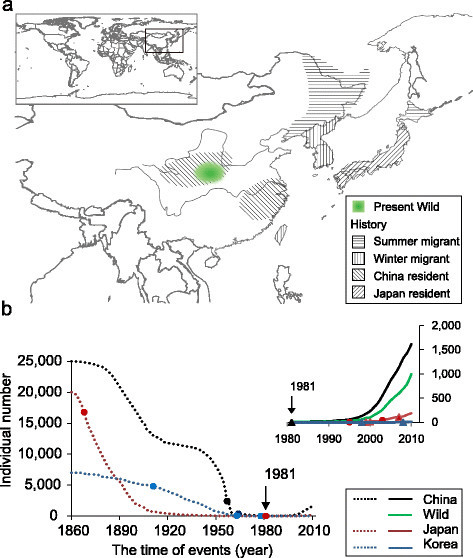 a
Present Wild
History
Summer migrant
Winter migrant
China resident
Japan resident
b
Individual number
25,000
20,000
15,000
10,000
5,000
0
1860
1890
1920
1950
1980
2010
The time of events (year)
1981
1981
2,000
1,500
1,000
500
0
1980
1990
2000
2010
China
Wild
Japan
Korea